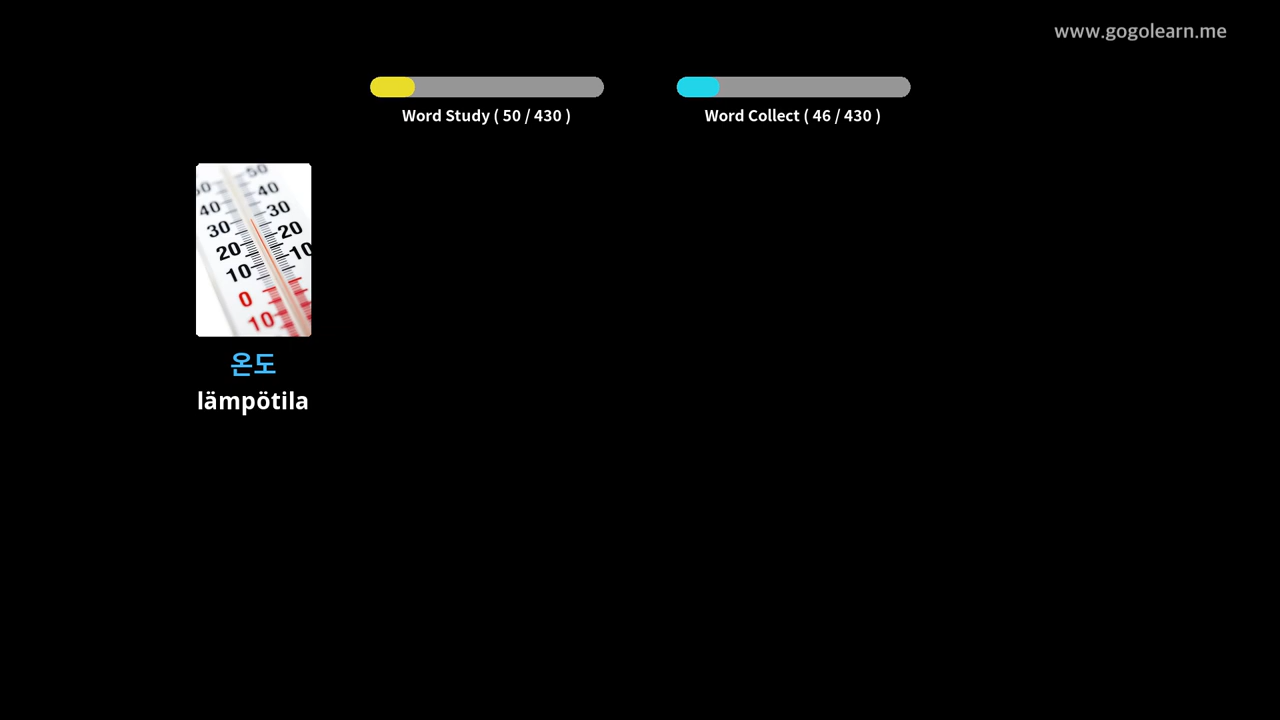 www.gogolearn.me
Word Study ( 50 / 430 )
Word Collect ( 46 / 430 )
50
40
40
30
30
20
20
10
10
0
10
온도
lämpötila